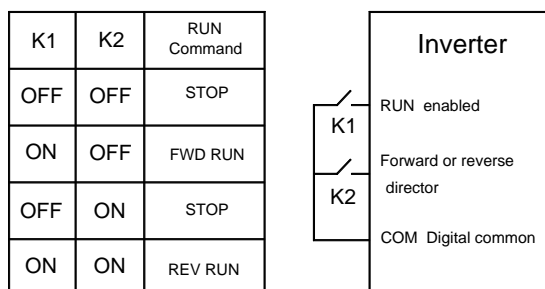 K1 K2 RUN Command
OFF OFF STOP
ON OFF FWD RUN
OFF ON STOP
ON ON REV RUN
Inverter
RUN enabled
K1
Forward or reverse
director
K2
COM Digital common